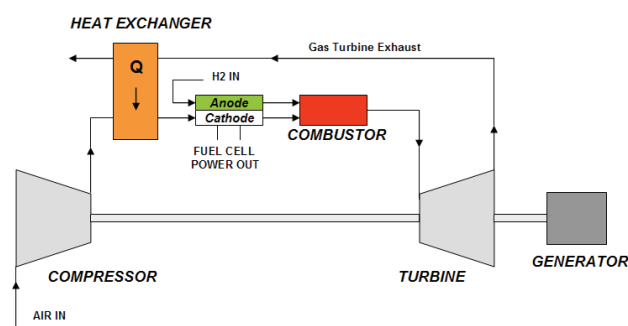 HEAT EXCHANGER
Gas Turbine Exhaust
Q
H2 IN
Anode
Cathode
COMBUSTOR
FUEL CELL
POWER OUT
COMPRESSOR
TURBINE
GENERATOR
AIR IN